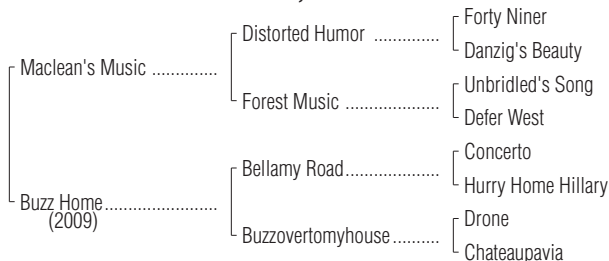 Forty Niner
Distorted Humor ..............
Danzig's Beauty
Maclean's Music ..............
Unbridled's Song
Forest Music ....................
Defer West
Concerto
Bellamy Road....................
Hurry Home Hillary
Buzz Home........................
(2009)
Drone
Buzzovertomyhouse..........
Chateaupavia